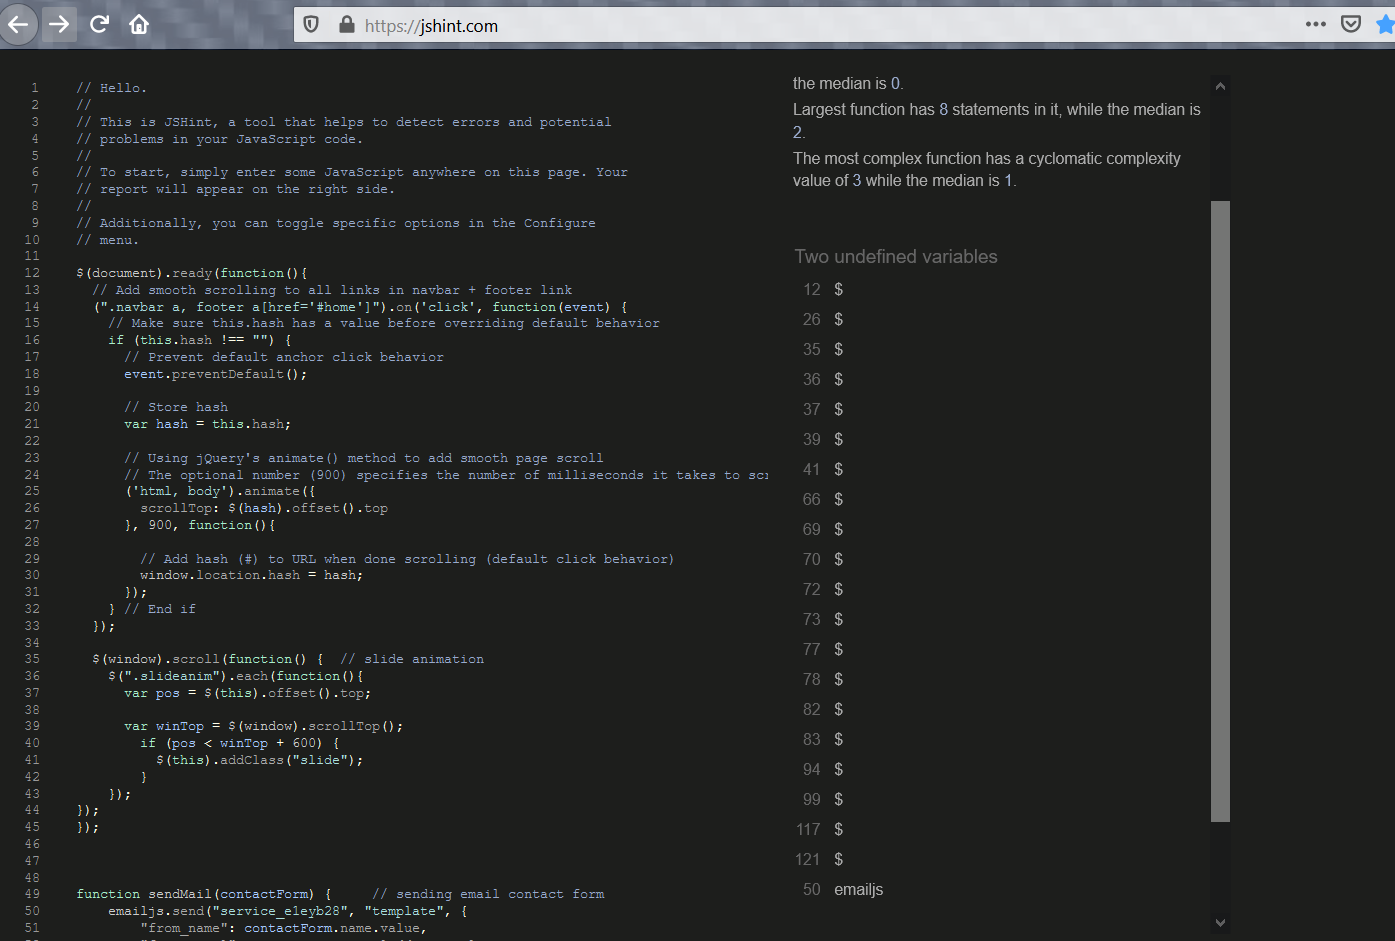 https://jshint.com
1 // Hello.
2 //
3 // This is JSHint, a tool that helps to detect errors and potential
4 // problems in your JavaScript code.
5 //
6 // To start, simply enter some JavaScript anywhere on this page. Your
7 // report will appear on the right side.
8 //
9 // Additionally, you can toggle specific options in the Configure
10 // menu.
11
12 $(document).ready(function(){
13 // Add smooth scrolling to all links in navbar + footer link
14 (".navbar a, footer a[href='#home']").on('click', function(event) {
15 // Make sure this.hash has a value before overriding default behavior
16 if (this.hash !== "") {
17 // Prevent default anchor click behavior
18 event.preventDefault();
19
20 // Store hash
21 var hash = this.hash;
22
23 // Using jQuery's animate() method to add smooth page scroll
24 // The optional number (900) specifies the number of milliseconds it takes to scr
25 ('html, body').animate({
26 scrollTop: $(hash).offset().top
27 }, 900, function(){
28
29 // Add hash (#) to URL when done scrolling (default click behavior)
30 window.location.hash = hash;
31 });
32 } // End if
33 });
34
35 $(window).scroll(function() { // slide animation
36 $(".slideanim").each(function(){
37 var pos = $(this).offset().top;
38
39 var winTop = $(window).scrollTop();
40 if (pos < winTop + 600) {
41 $(this).addClass("slide");
42 }
43 });
44 });
45 });
46
47
48
49 function sendMail(contactForm) { // sending email contact form
50 emailjs.send("service_e1eyb28", "template", {
51 "from_name": contactForm.name.value,
the median is 0.
Largest function has 8 statements in it, while the median is
2.
The most complex function has a cyclomatic complexity
value of 3 while the median is 1.
Two undefined variables
12 $
26 $
35 $
36 $
37 $
39 $
41 $
66 $
69 $
70 $
72 $
73 $
77 $
78 $
82 $
83 $
94 $
99 $
117 $
121 $
50 emailjs